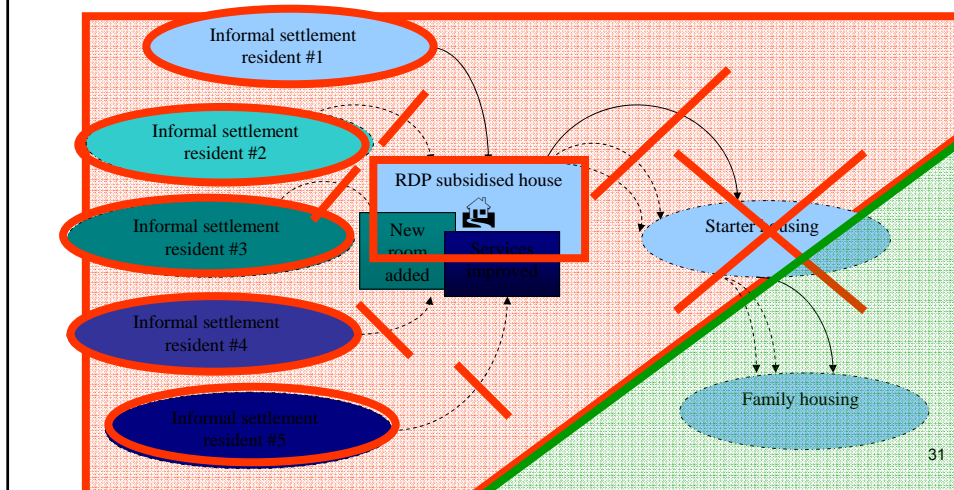 Informal settlement
resident #1
Informal settlement
resident #2
RDP subsidised house
Informal settlement
resident #3
New
room
added
Services
improved
Starter housing
Informal settlement
resident #4
Family housing
Informal settlement
resident #5
31